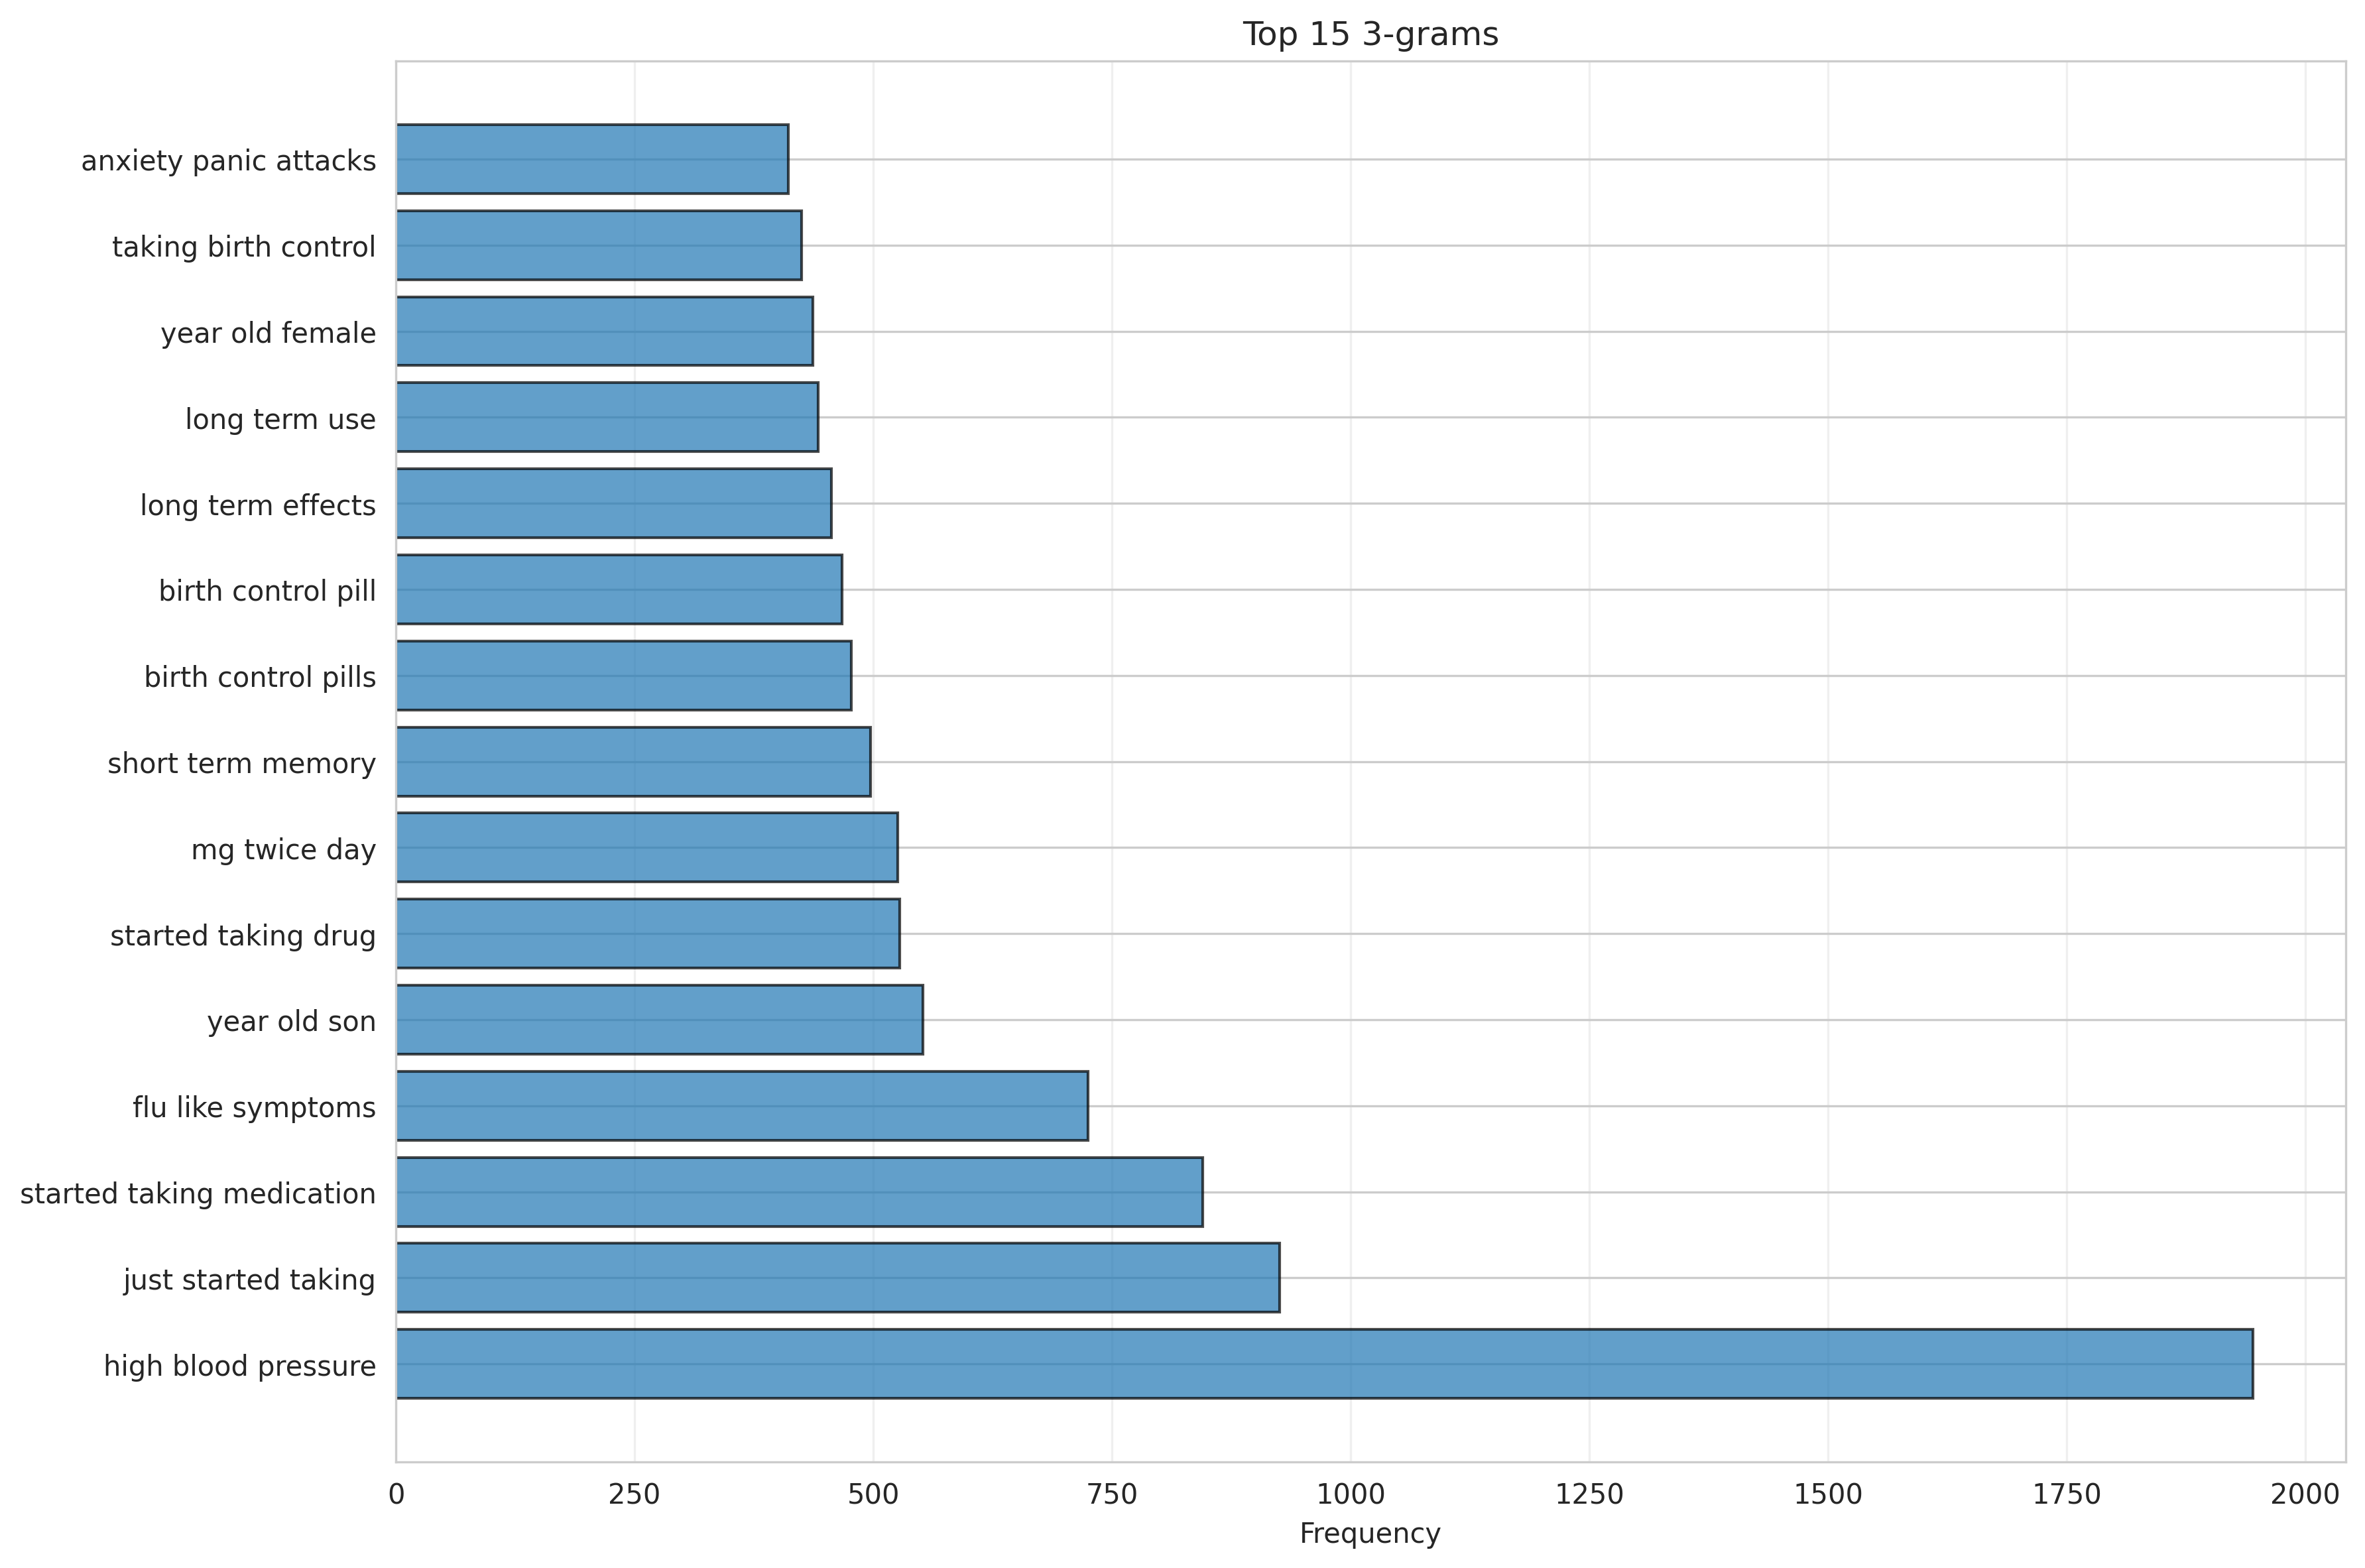 Top 15 3-grams
anxiety panic attacks
taking birth control
year old female
long term use
long term effects
birth control pill
birth control pills
short term memory
mg twice day
started taking drug
year old son
flu like symptoms
started taking medication
just started taking
high blood pressure
0 250 500 750 1000 1250 1500 1750 2000
Frequency